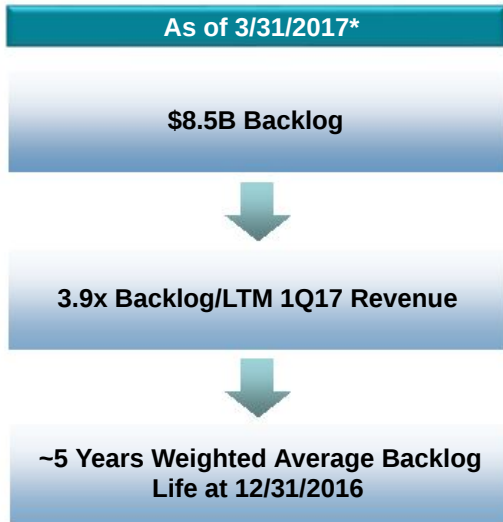 As of 3/31/2017*
$8.5B Backlog
3.9x Backlog/LTM 1Q17 Revenue
~5 Years Weighted Average Backlog
Life at 12/31/2016